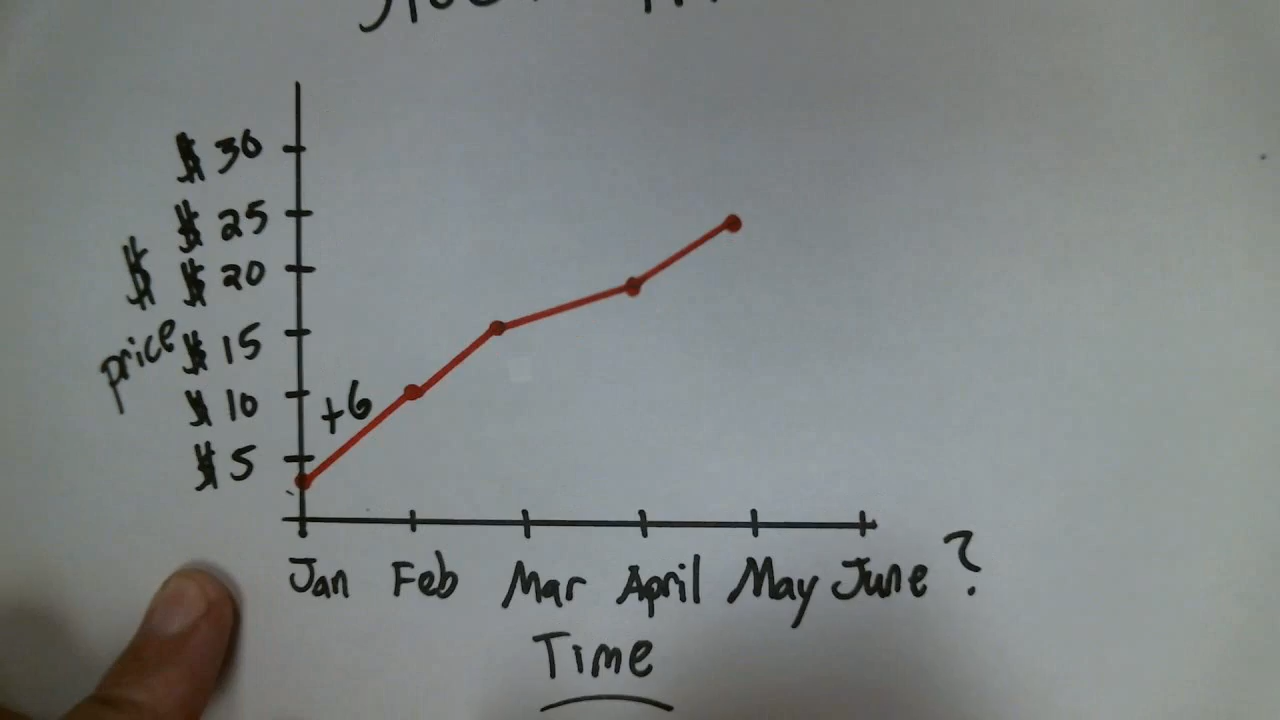 $ 30
$ 25
$ 20
$
price
$ 15
$ 10
+6
$ 5
Jan Feb Mar April May June ?
Time